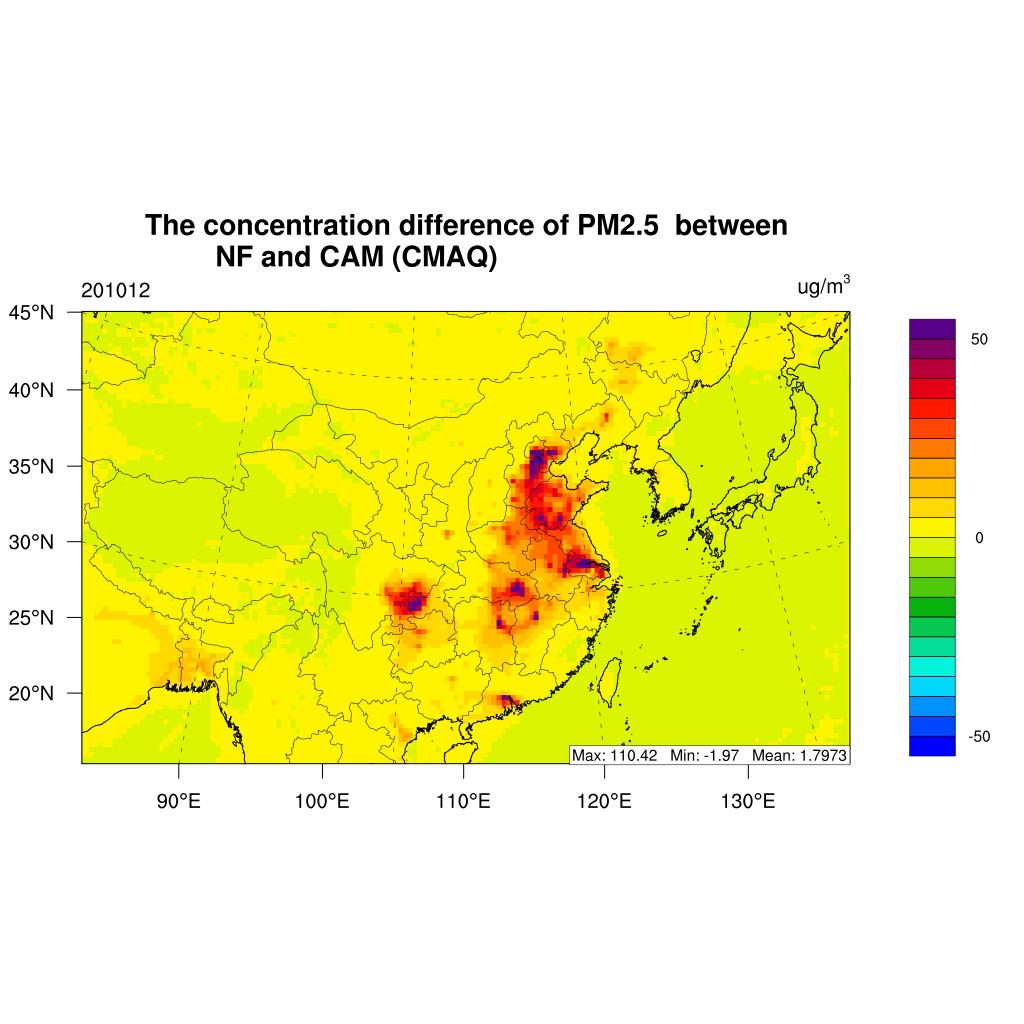 The concentration difference of PM2.5  between
NF and CAM (CMAQ)
201012
ug/m³
45°N
40°N
35°N
30°N
25°N
20°N
90°E
100°E
110°E
120°E
130°E
Max: 110.42   Min: -1.97   Mean: 1.7973
50
0
-50